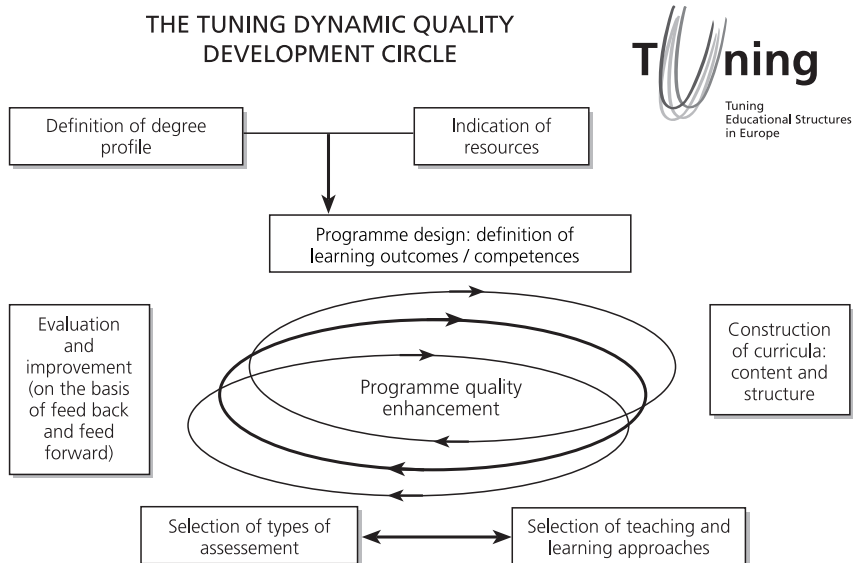 THE TUNING DYNAMIC QUALITY
DEVELOPMENT CIRCLE
Tuning
Tuning
Educational Structures
in Europe
Definition of degree
profile
Indication of
resources
Programme design: definition of
learning outcomes / competences
Evaluation
and
improvement
(on the basis
of feed back
and feed
forward)
Programme quality
enhancement
Construction
of curricula:
content and
structure
Selection of types of
assessement
Selection of teaching and
learning approaches